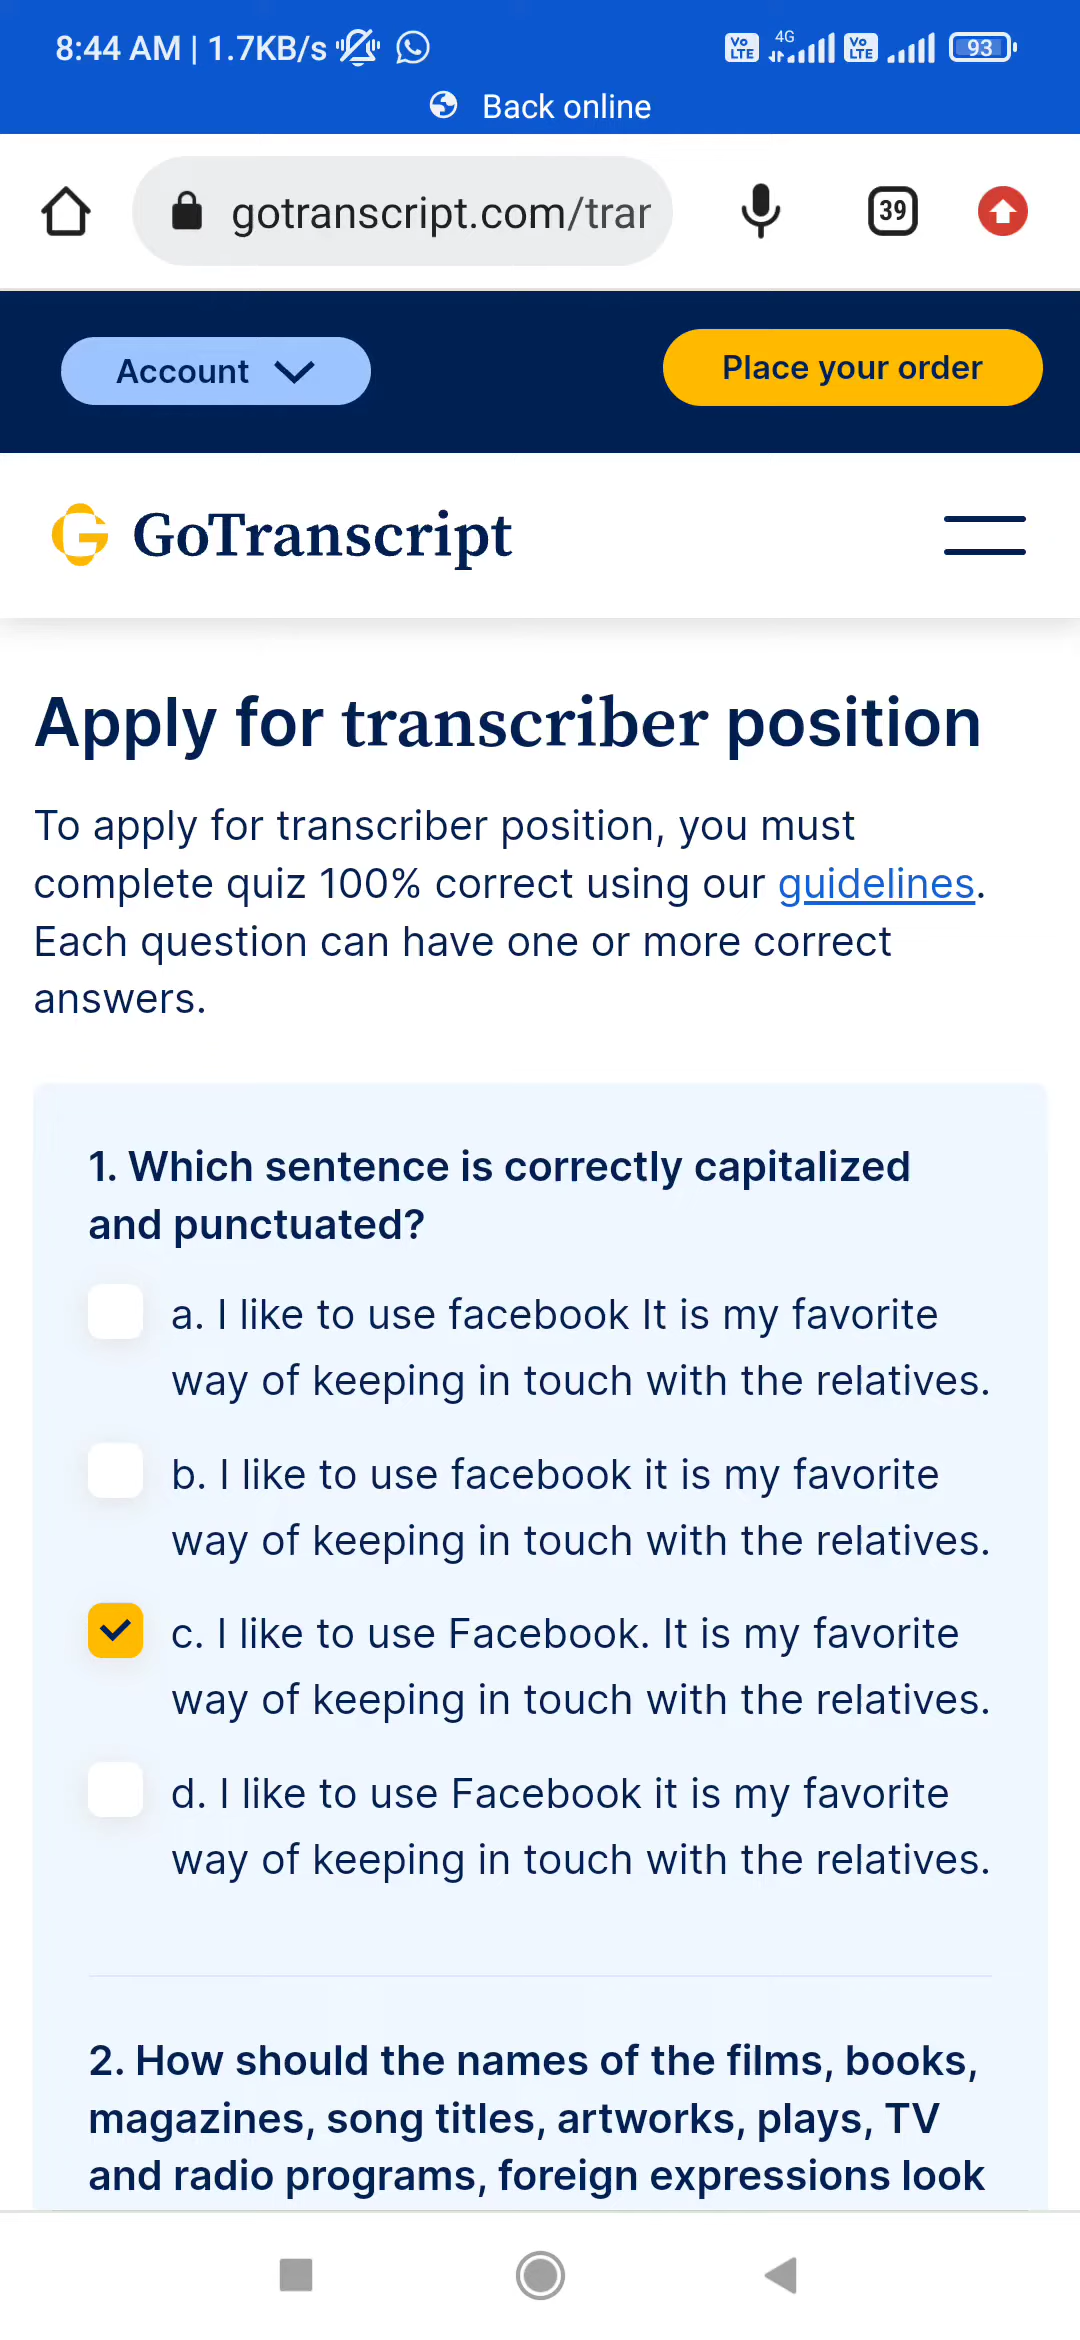 8:44 AM | 1.7KB/s
Vo LTE 4G Vo LTE 93
Back online
gotranscript.com/trar
39
Account
Place your order
GoTranscript
Apply for transcriber position
To apply for transcriber position, you must
complete quiz 100% correct using our guidelines.
Each question can have one or more correct
answers.
1. Which sentence is correctly capitalized
and punctuated?
a. I like to use facebook It is my favorite
way of keeping in touch with the relatives.
b. I like to use facebook it is my favorite
way of keeping in touch with the relatives.
c. I like to use Facebook. It is my favorite
way of keeping in touch with the relatives.
d. I like to use Facebook it is my favorite
way of keeping in touch with the relatives.
2. How should the names of the films, books,
magazines, song titles, artworks, plays, TV
and radio programs, foreign expressions look